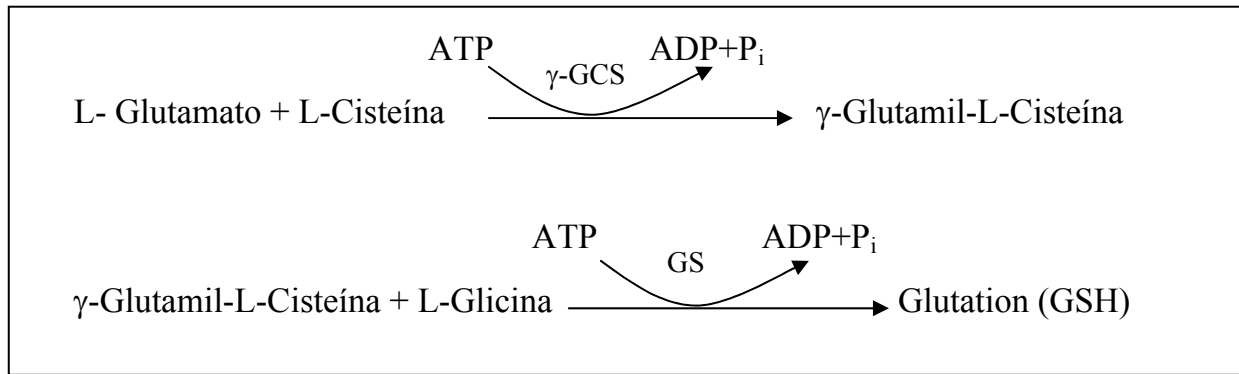 ATP ADP+Pi
γ-GCS
L- Glutamato + L-Cisteína γ-Glutamil-L-Cisteína
ATP ADP+Pi
GS
γ-Glutamil-L-Cisteína + L-Glicina Glutation (GSH)